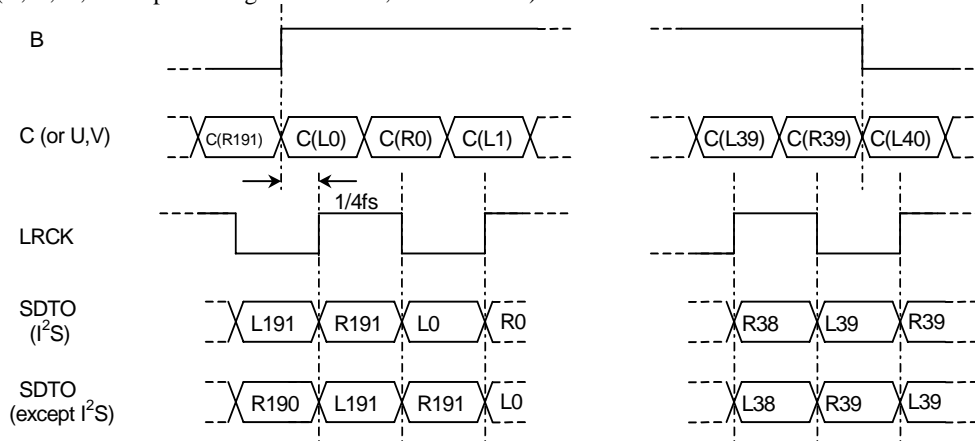 B
C (or U,V)
C(R191) C(L0) C(R0) C(L1) C(L39) C(R39) C(L40)
1/4fs
LRCK
SDTO
(I²S)
L191 R191 L0 R0 R38 L39 R39
SDTO
(except I²S)
R190 L191 R191 L0 L38 R39 L39